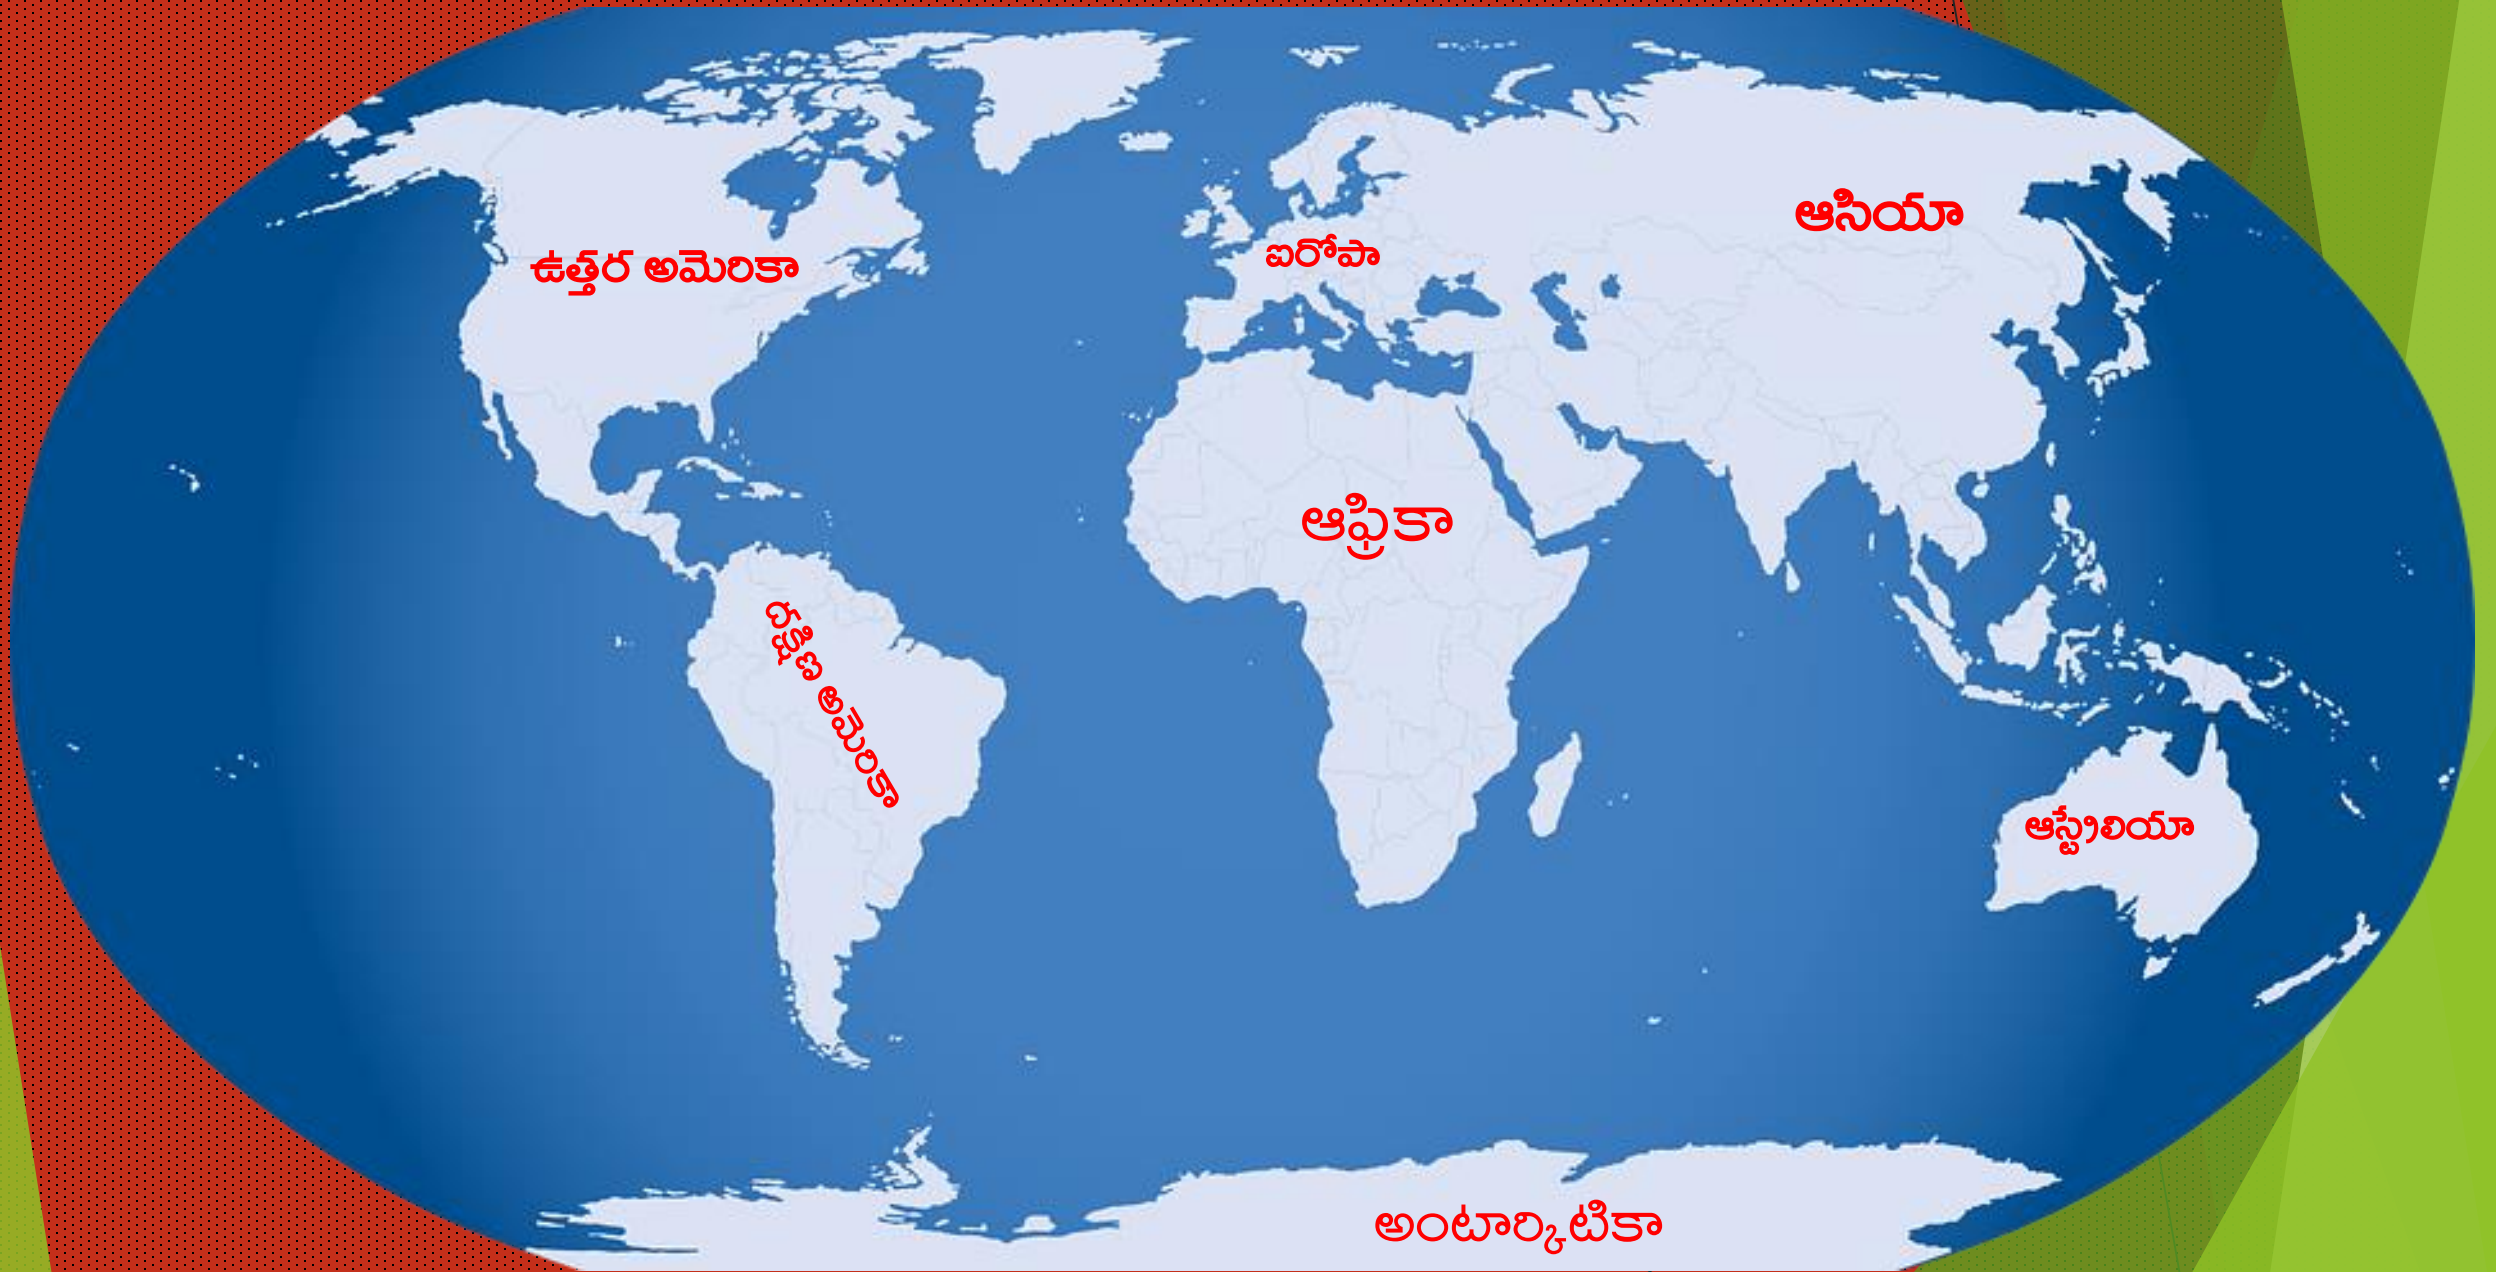 ఆసియా
ఉత్తర అమెరికా
ఐరోపా
ఆఫ్రికా
దక్షిణ అమెరికా
ఆస్ట్రేలియా
అంటార్కిటికా